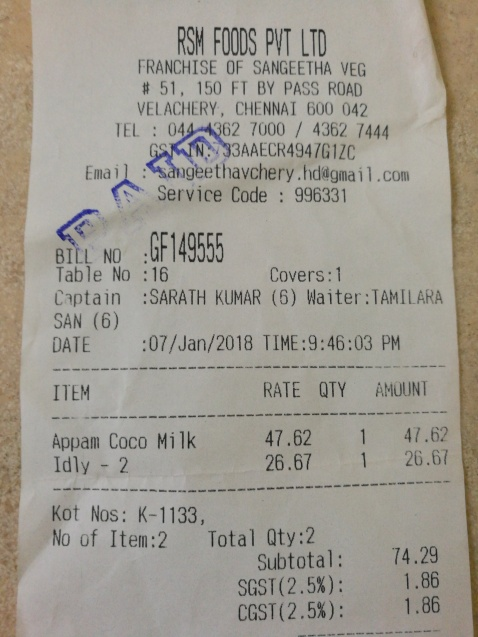 RSM FOODS PVT LTD
FRANCHISE OF SANGEETHA VEG
# 51, 150 FT BY PASS ROAD
VELACHERY, CHENNAI 600 042
TEL : 044 4362 7000 / 4362 7444
GSTIN: 33AAECR4947G1ZC
Email : sangeethavchery.hd@gmail.com
Service Code : 996331
PAID
BILL NO :GF149555
Table No :16 Covers:1
Captain :SARATH KUMAR (6) Waiter:TAMILARA
SAN (6)
DATE :07/Jan/2018 TIME:9:46:03 PM
ITEM RATE QTY AMOUNT
Appam Coco Milk 47.62 1 47.62
Idly - 2 26.67 1 26.67
Kot Nos: K-1133,
No of Item:2 Total Qty:2
Subtotal: 74.29
SGST(2.5%): 1.86
CGST(2.5%): 1.86